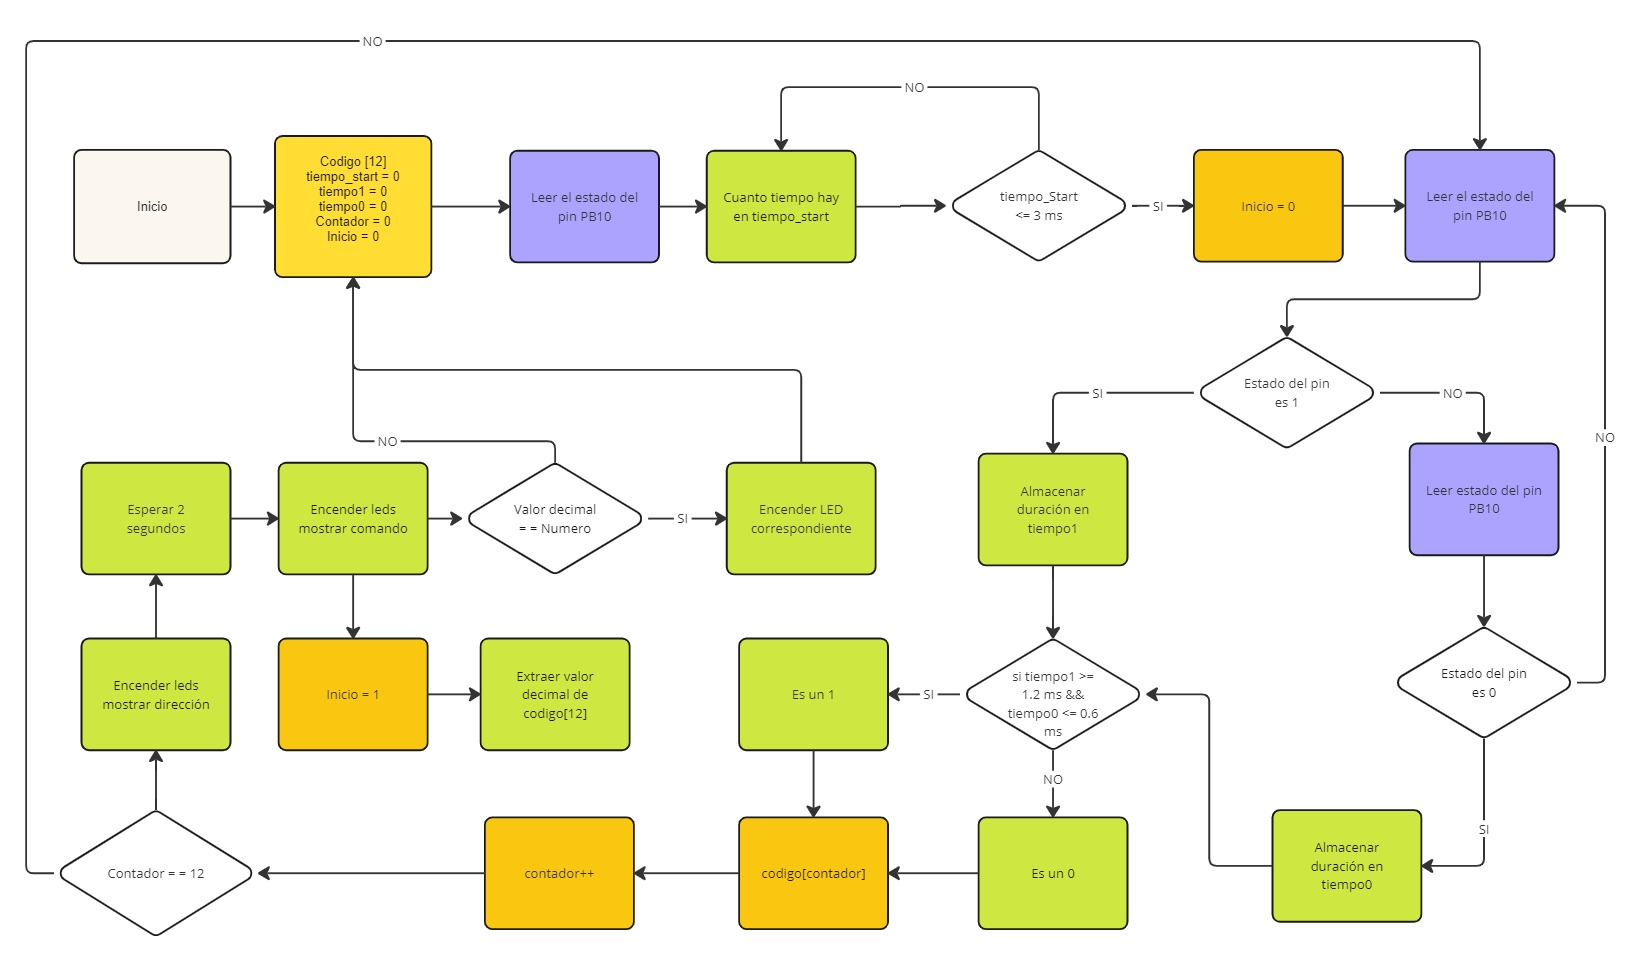 NO
NO
Inicio
Codigo [12]
tiempo_start = 0
tiempo1 = 0
tiempo0 = 0
Contador = 0
Inicio = 0
Leer el estado del
pin PB10
Cuanto tiempo hay
en tiempo_start
tiempo_Start
<= 3 ms
SI
Inicio = 0
Leer el estado del
pin PB10
Estado del pin
es 1
SI
NO
NO
NO
Esperar 2
segundos
Encender leds
mostrar comando
Valor decimal
= = Numero
SI
Encender LED
correspondiente
Almacenar
duración en
tiempo1
Leer estado del pin
PB10
Encender leds
mostrar dirección
Inicio = 1
Extraer valor
decimal de
codigo[12]
Es un 1
SI
si tiempo1 >=
1.2 ms &&
tiempo0 <= 0.6
ms
Estado del pin
es 0
NO
SI
Contador = = 12
contador++
codigo[contador]
Es un 0
Almacenar
duración en
tiempo0